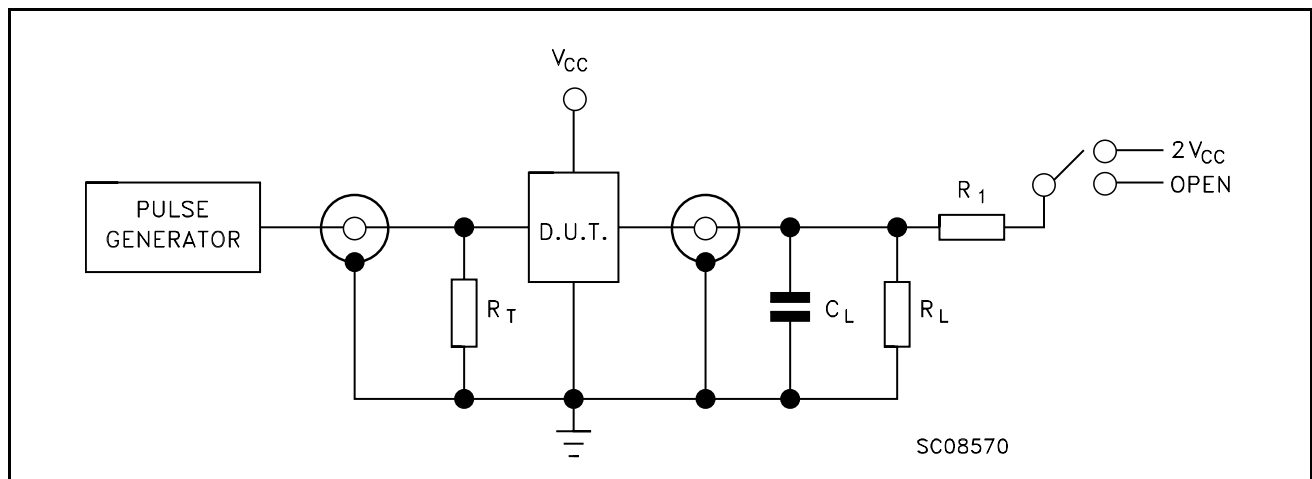 VCC
2VCC
OPEN
R1
PULSE
GENERATOR
D.U.T.
RT
CL
RL
SC08570